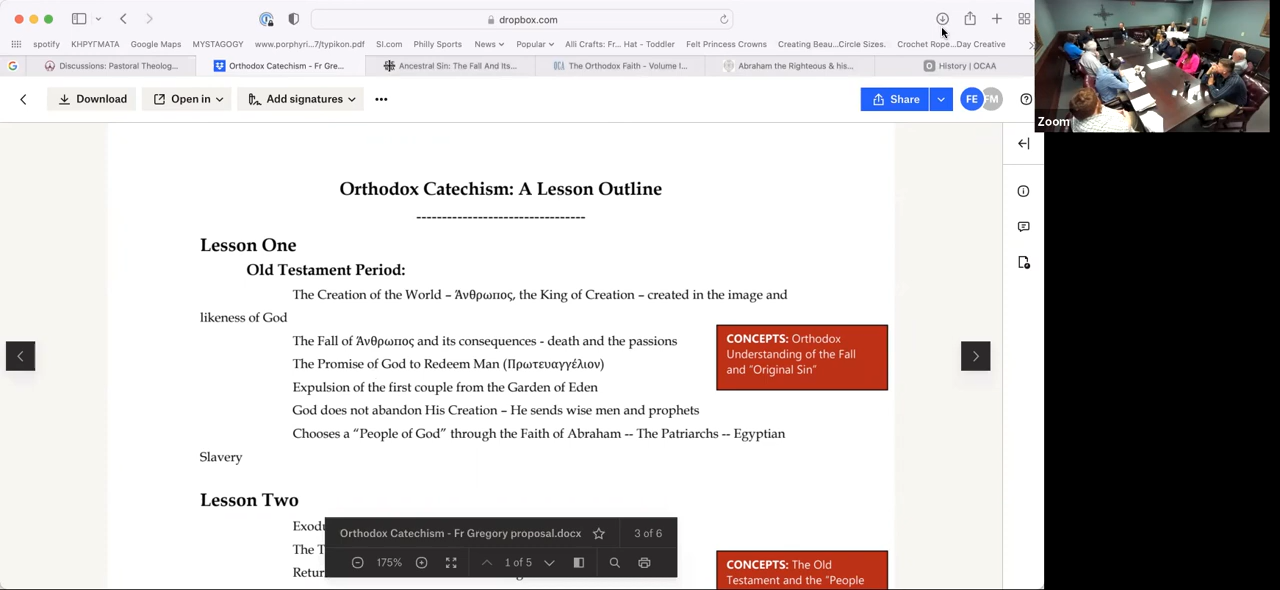 dropbox.com
spotify
ΚΗΡΥΓΜΑΤΑ
Google Maps
MYSTAGOGY
www.porphyri...7/typikon.pdf
SI.com
Philly Sports
News
Popular
Alli Crafts: Fr... Hat - Toddler
Felt Princess Crowns
Creating Beau...Circle Sizes.
Crochet Rope...Day Creative
Discussions: Pastoral Theolog...
Orthodox Catechism - Fr Gre...
Ancestral Sin: The Fall And Its...
The Orthodox Faith - Volume I...
Abraham the Righteous & his...
History | OCAA
Download
Open in
Add signatures
Share
FE
FM
Zoom
Orthodox Catechism: A Lesson Outline
---------------------------------
Lesson One
Old Testament Period:
The Creation of the World – Άνθρωπος, the King of Creation – created in the image and
likeness of God
The Fall of Άνθρωπος and its consequences - death and the passions
The Promise of God to Redeem Man (Πρωτευαγγέλιον)
Expulsion of the first couple from the Garden of Eden
God does not abandon His Creation – He sends wise men and prophets
Chooses a “People of God” through the Faith of Abraham -- The Patriarchs -- Egyptian
Slavery
CONCEPTS: Orthodox
Understanding of the Fall
and “Original Sin”
Lesson Two
Exodu
The T
Retur
CONCEPTS: The Old
Testament and the “People
Orthodox Catechism - Fr Gregory proposal.docx
3 of 6
175%
1 of 5